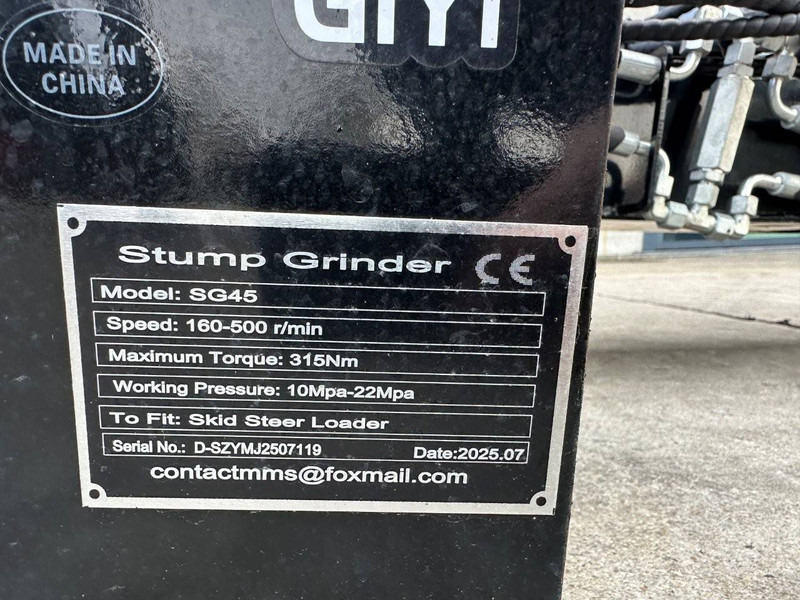 GIYI
MADE IN
CHINA
Stump Grinder CE
Model: SG45
Speed: 160-500 r/min
Maximum Torque: 315Nm
Working Pressure: 10Mpa-22Mpa
To Fit: Skid Steer Loader
Serial No.: D-SZYMJ2507119 Date:2025.07
contactmms@foxmail.com